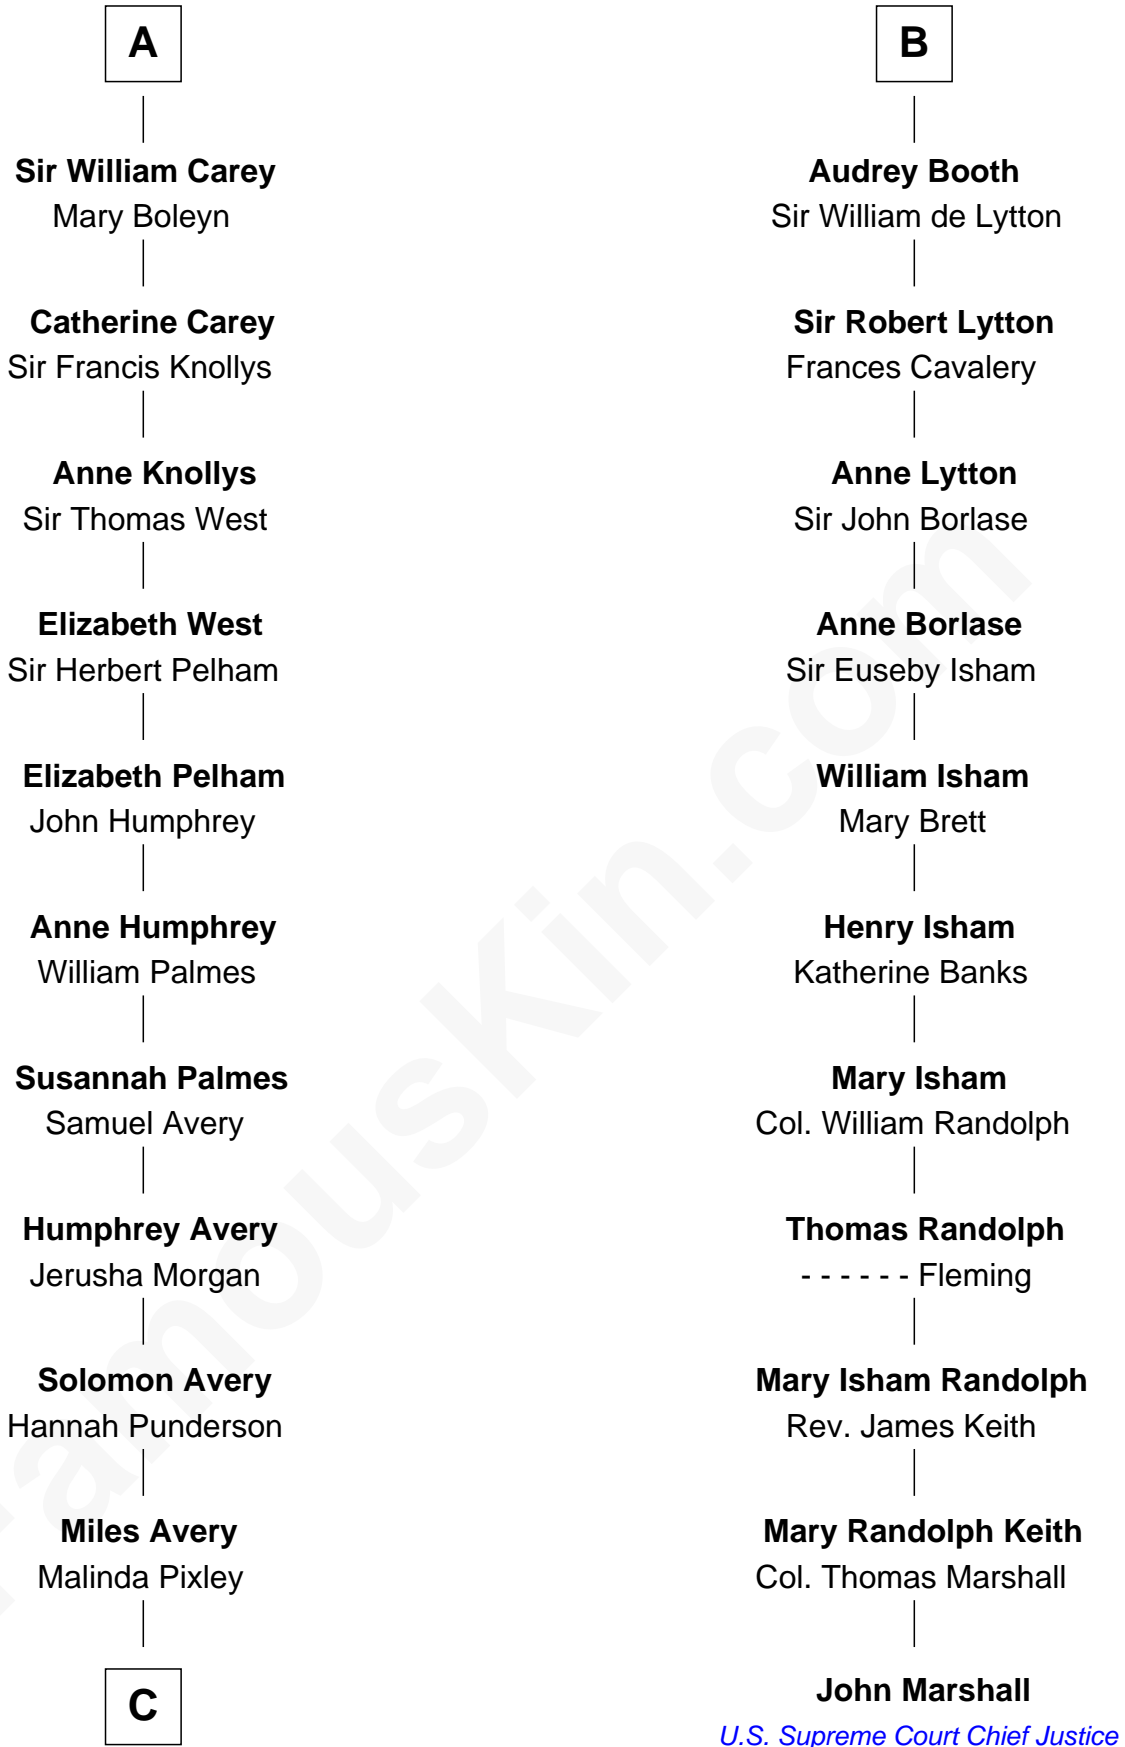 A
Sir William Carey
Mary Boleyn
Catherine Carey
Sir Francis Knollys
Anne Knollys
Sir Thomas West
Elizabeth West
Sir Herbert Pelham
Elizabeth Pelham
John Humphrey
Anne Humphrey
William Palmes
Susannah Palmes
Samuel Avery
Humphrey Avery
Jerusha Morgan
Solomon Avery
Hannah Punderson
Miles Avery
Malinda Pixley
C
B
Audrey Booth
Sir William de Lytton
Sir Robert Lytton
Frances Cavalery
Anne Lytton
Sir John Borlase
Anne Borlase
Sir Euseby Isham
William Isham
Mary Brett
Henry Isham
Katherine Banks
Mary Isham
Col. William Randolph
Thomas Randolph
- - - - - - Fleming
Mary Isham Randolph
Rev. James Keith
Mary Randolph Keith
Col. Thomas Marshall
John Marshall
U.S. Supreme Court Chief Justice
FamousKin.com